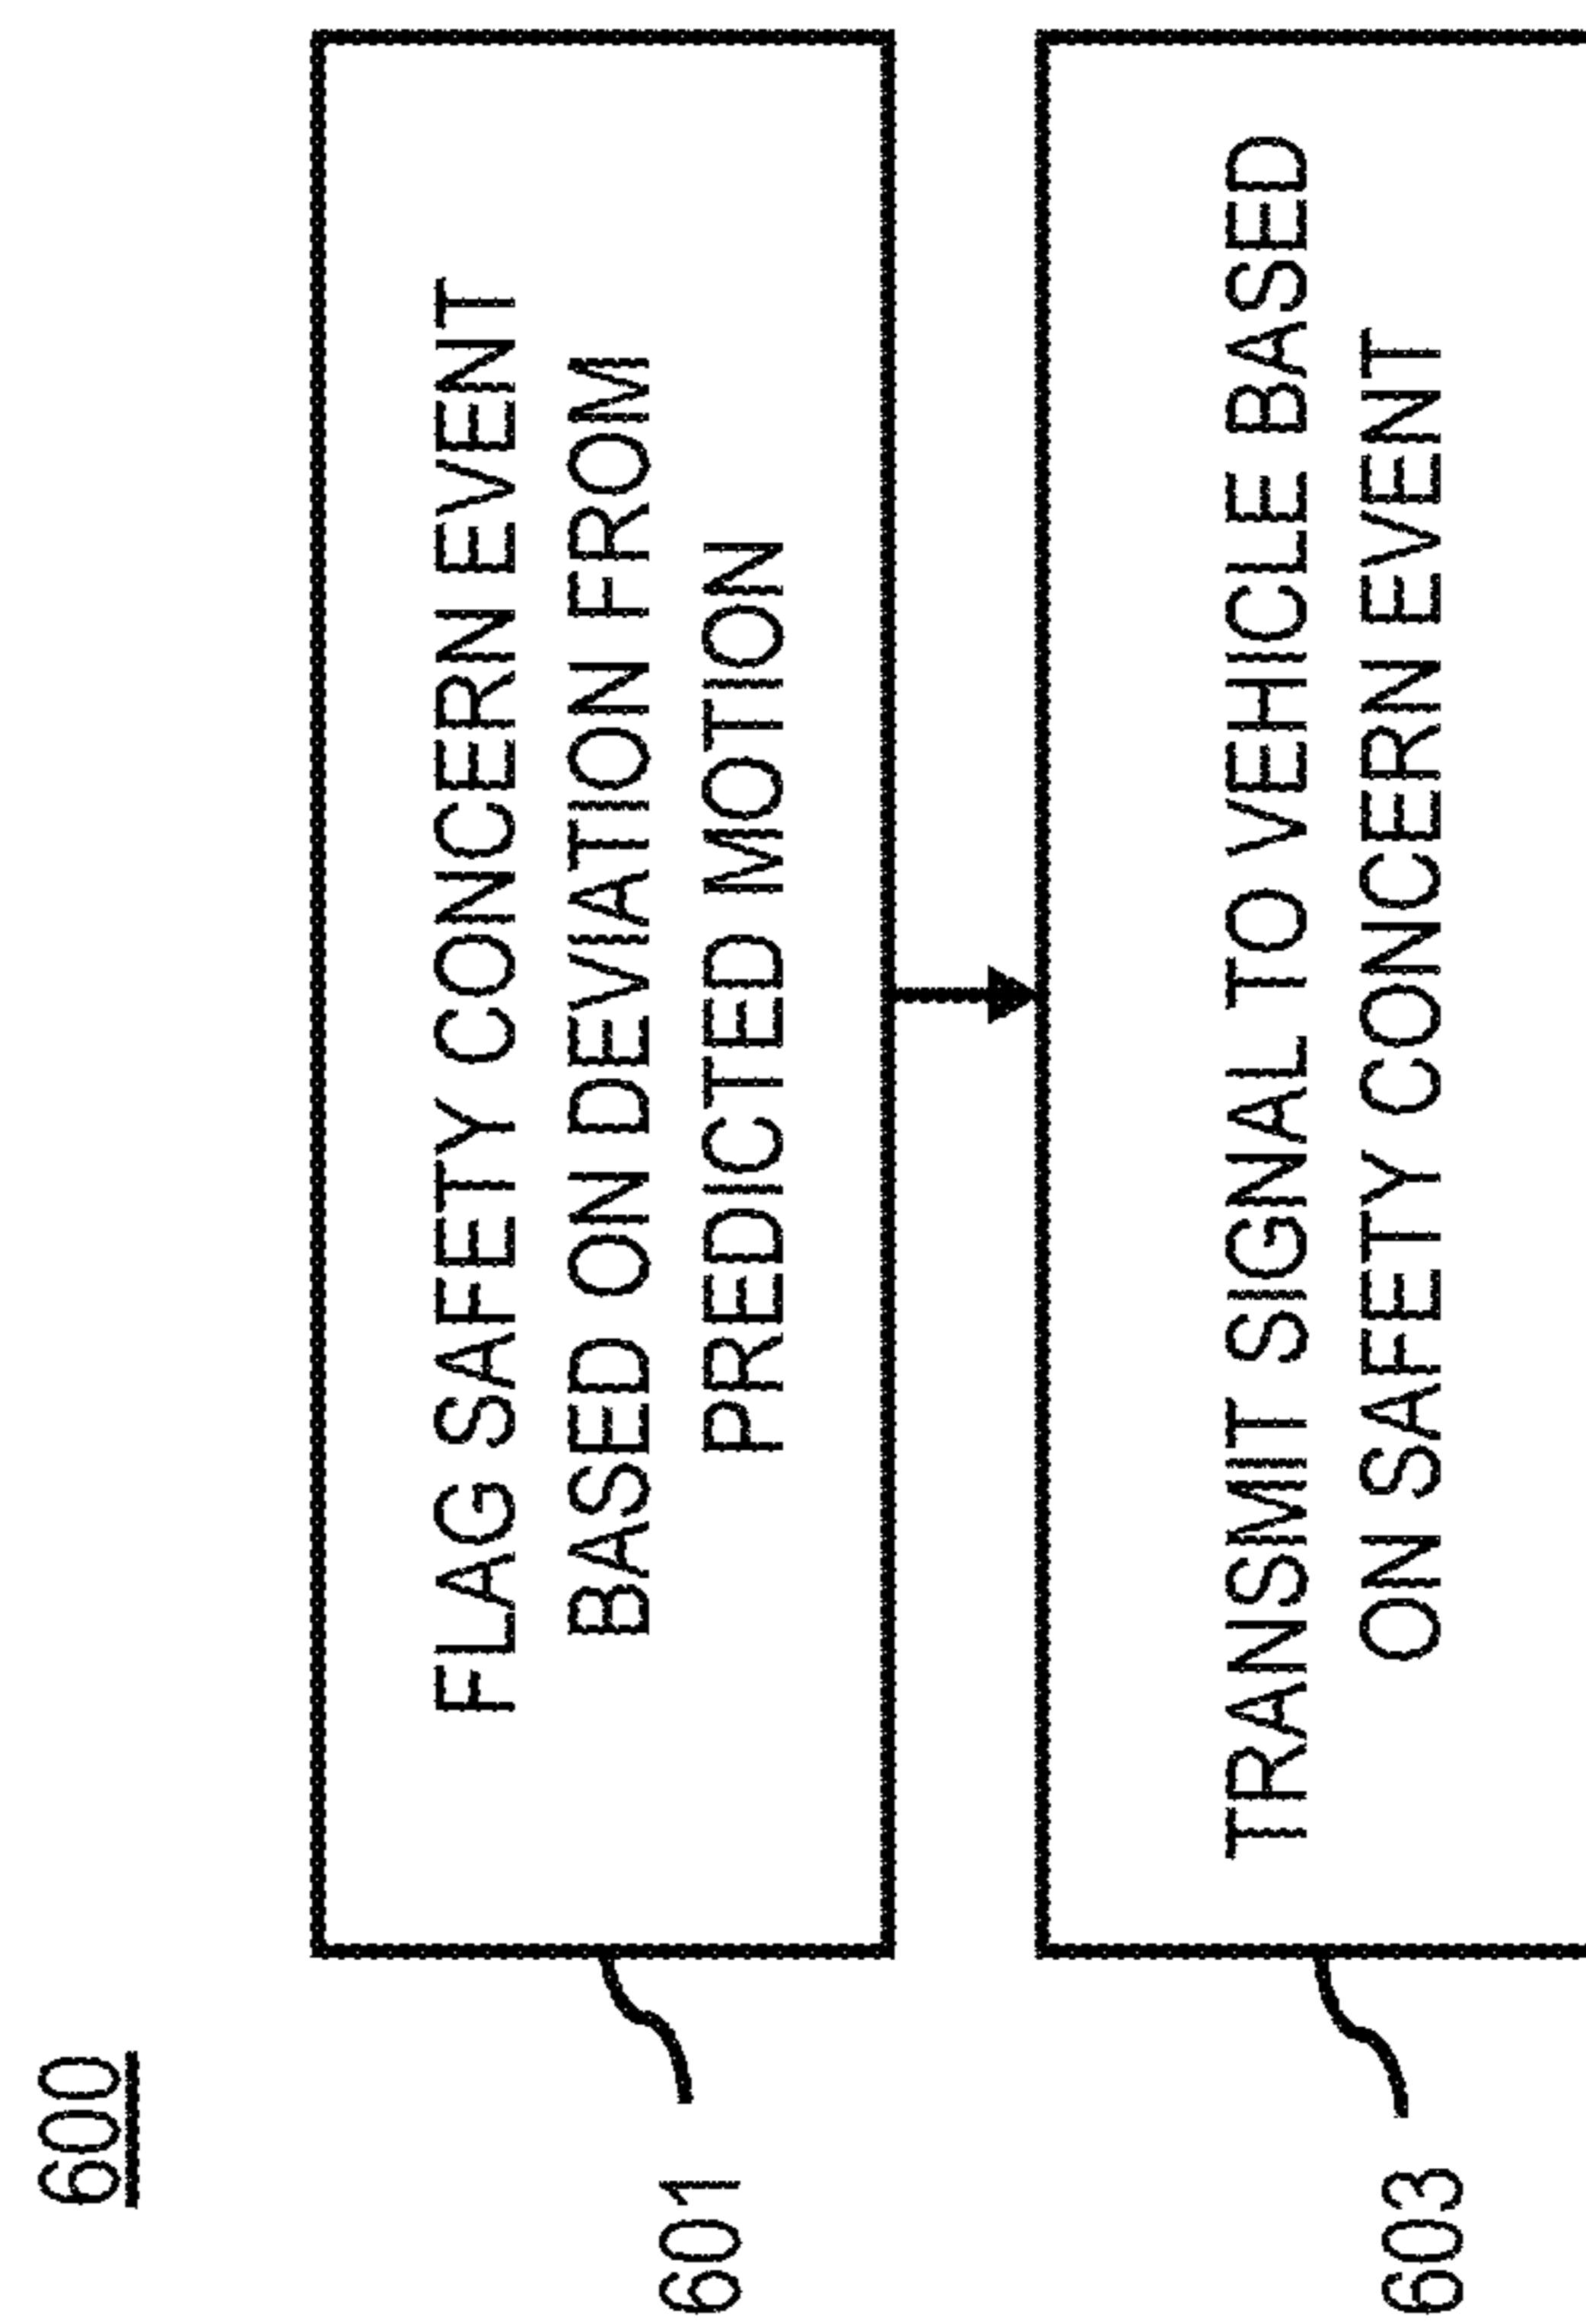 600
FLAG SAFETY CONCERN EVENT
BASED ON DEVIATION FROM
PREDICTED MOTION
601
TRANSMIT SIGNAL TO VEHICLE BASED
ON SAFETY CONCERN EVENT
603